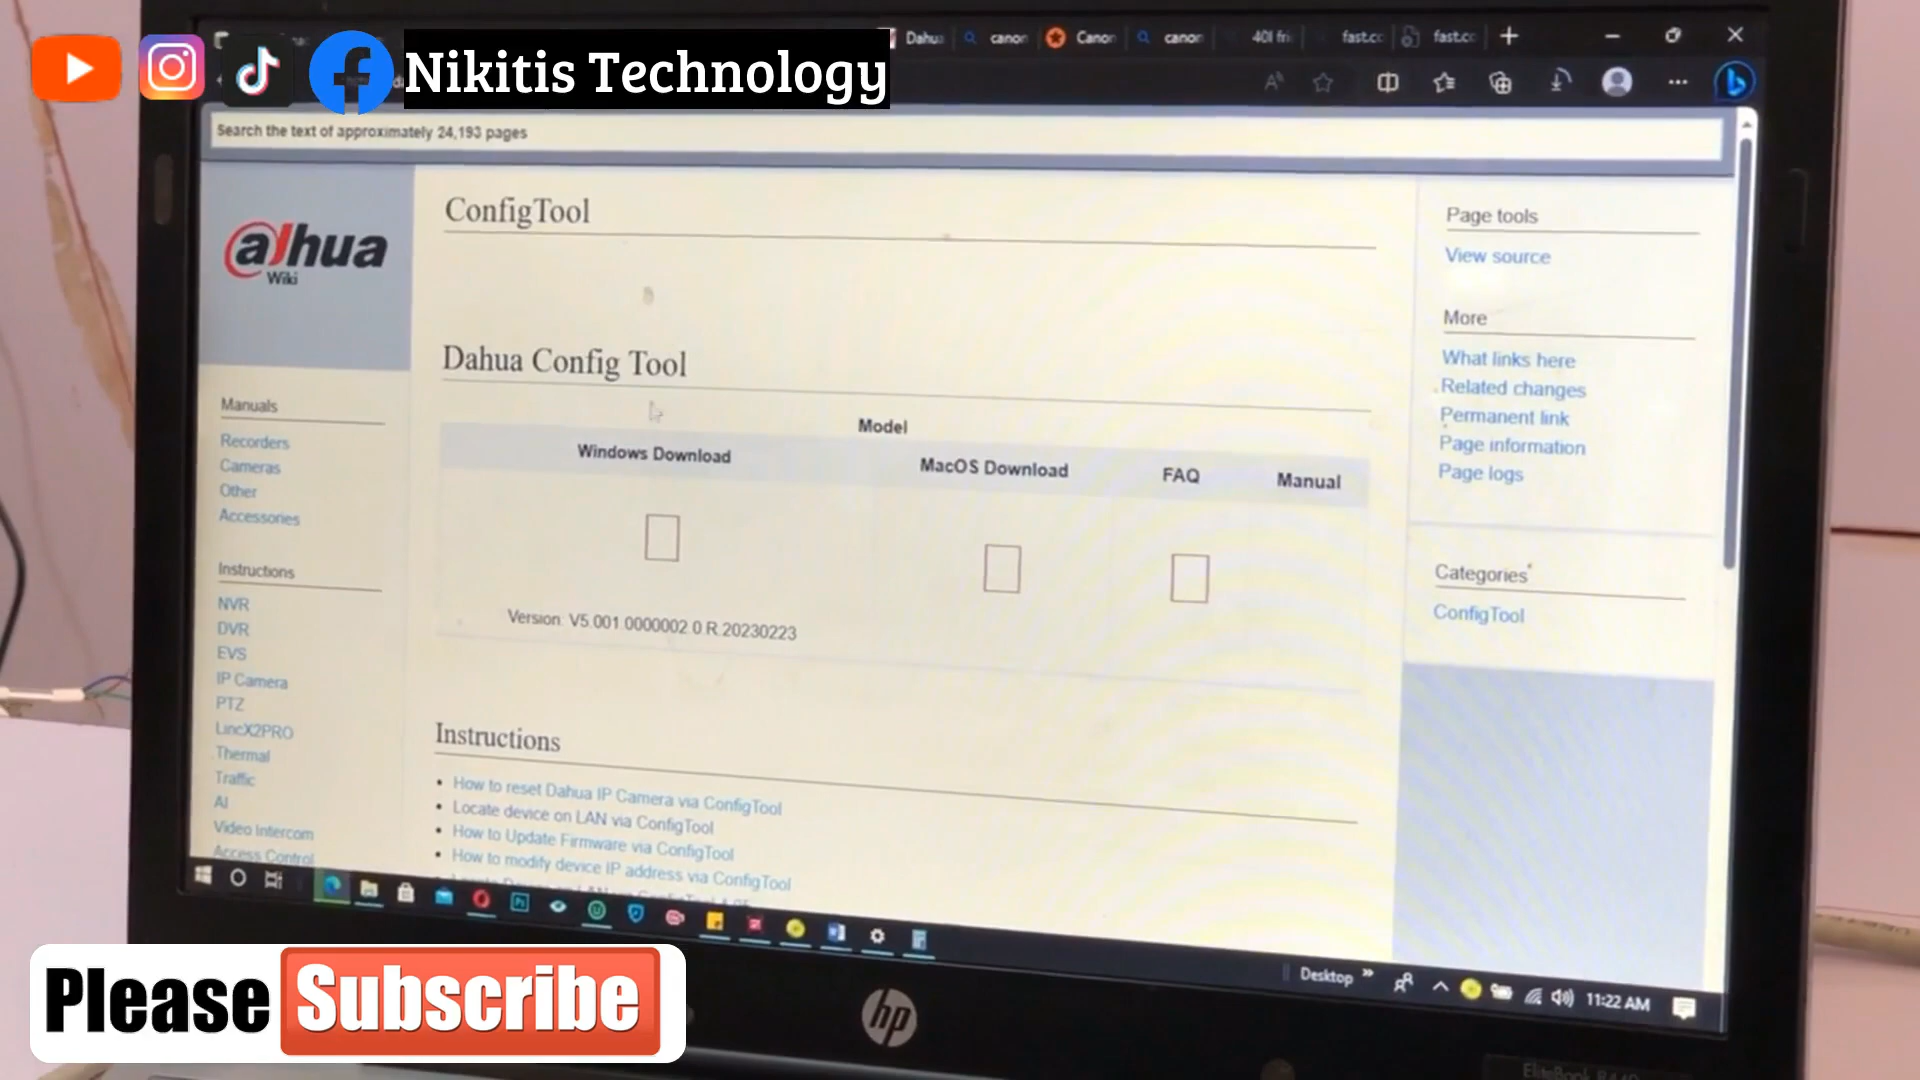 Nikitis Technology
Dahua
canon
Canon
canon
fast.cc
fast.cc
Search the text of approximately 24,193 pages
alhua
Wiki
ConfigTool
Dahua Config Tool
Model
Windows Download
MacOS Download
FAQ
Manual
Version: V5.001.0000002.0.R.20230223
Instructions
How to reset Dahua IP Camera via ConfigTool
Locate device on LAN via ConfigTool
How to Update Firmware via ConfigTool
How to modify device IP address via ConfigTool
Manuals
Recorders
Cameras
Other
Accessories
Instructions
NVR
DVR
EVS
IP Camera
PTZ
LincX2PRO
Thermal
Traffic
AI
Video Intercom
Access Control
Page tools
View source
More
What links here
Related changes
Permanent link
Page information
Page logs
Categories
ConfigTool
Desktop
11:22 AM
hp
Please Subscribe
EliteBook